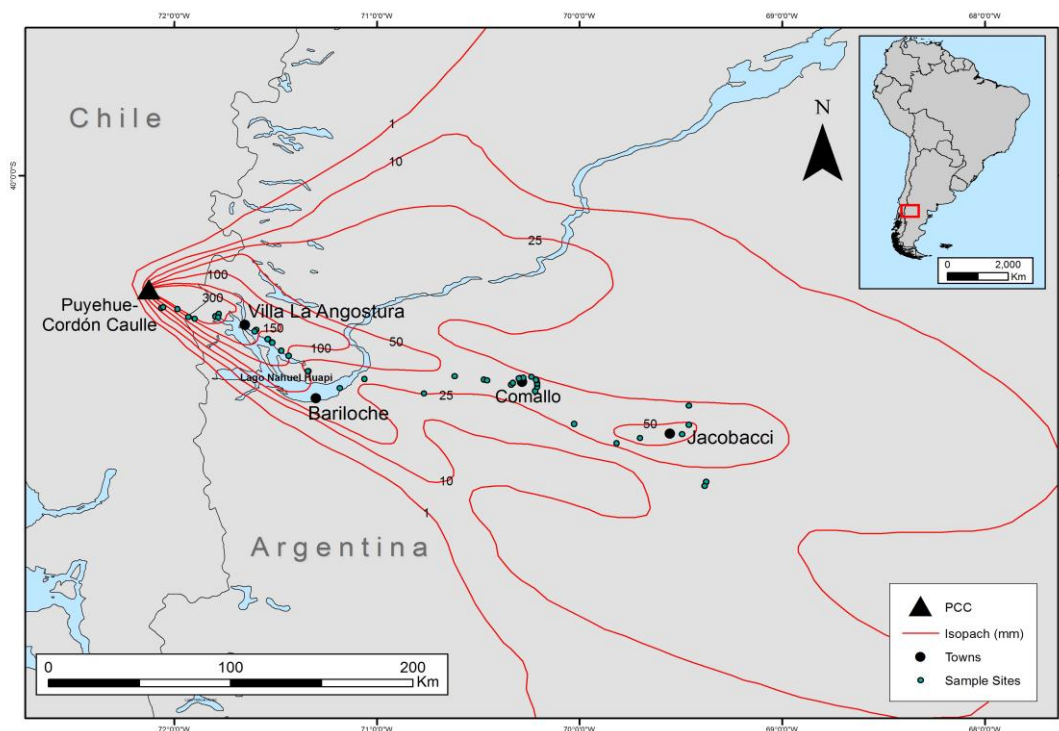 72°0'0"W
71°0'0"W
70°0'0"W
69°0'0"W
68°0'0"W
Chile
1
10
N
40°0'0"S
25
0
2,000
Km
100
Puyehue-
Cordón Caulle
300
Villa La Angostura
150
100
50
Lago Nahuel Huapi
25
Comallo
Bariloche
50
Jacobacci
10
1
Argentina
PCC
Isopach (mm)
Towns
Sample Sites
0
100
200
Km
72°0'0"W
71°0'0"W
70°0'0"W
69°0'0"W
68°0'0"W